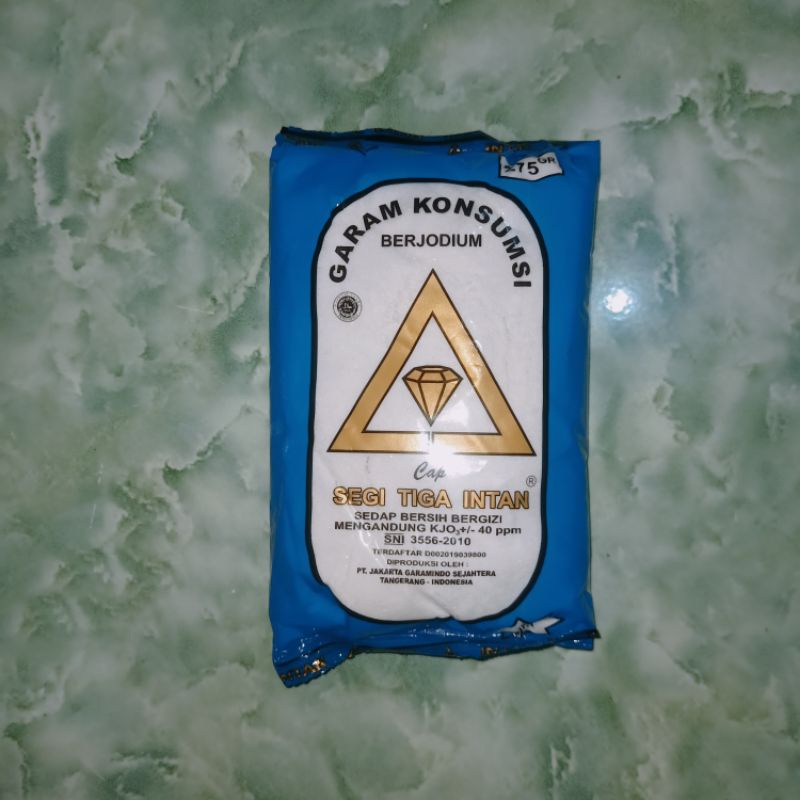 75 GR
GARAM KONSUMSI
BERJODIUM
Cap
SEGI TIGA INTAN ®
SEDAP BERSIH BERGIZI
MENGANDUNG KJO₃+/- 40 ppm
SNI 3556-2010
TERDAFTAR D002019039800
DIPRODUKSI OLEH :
PT. JAKARTA GARAMINDO SEJAHTERA
TANGERANG - INDONESIA